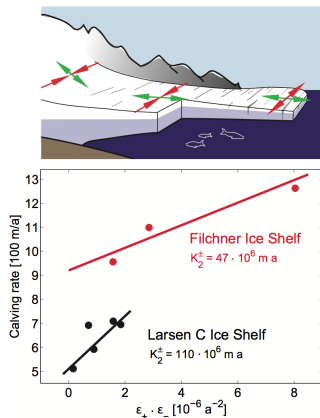 13
12
11
10
9
8
7
6
5
Calving rate [100 m/a]
Filchner Ice Shelf
K₂± = 47 · 10⁶ m a
Larsen C Ice Shelf
K₂± = 110 · 10⁶ m a
0 2 4 6 8
ε₊ · ε₋ [10⁻⁶ a⁻²]